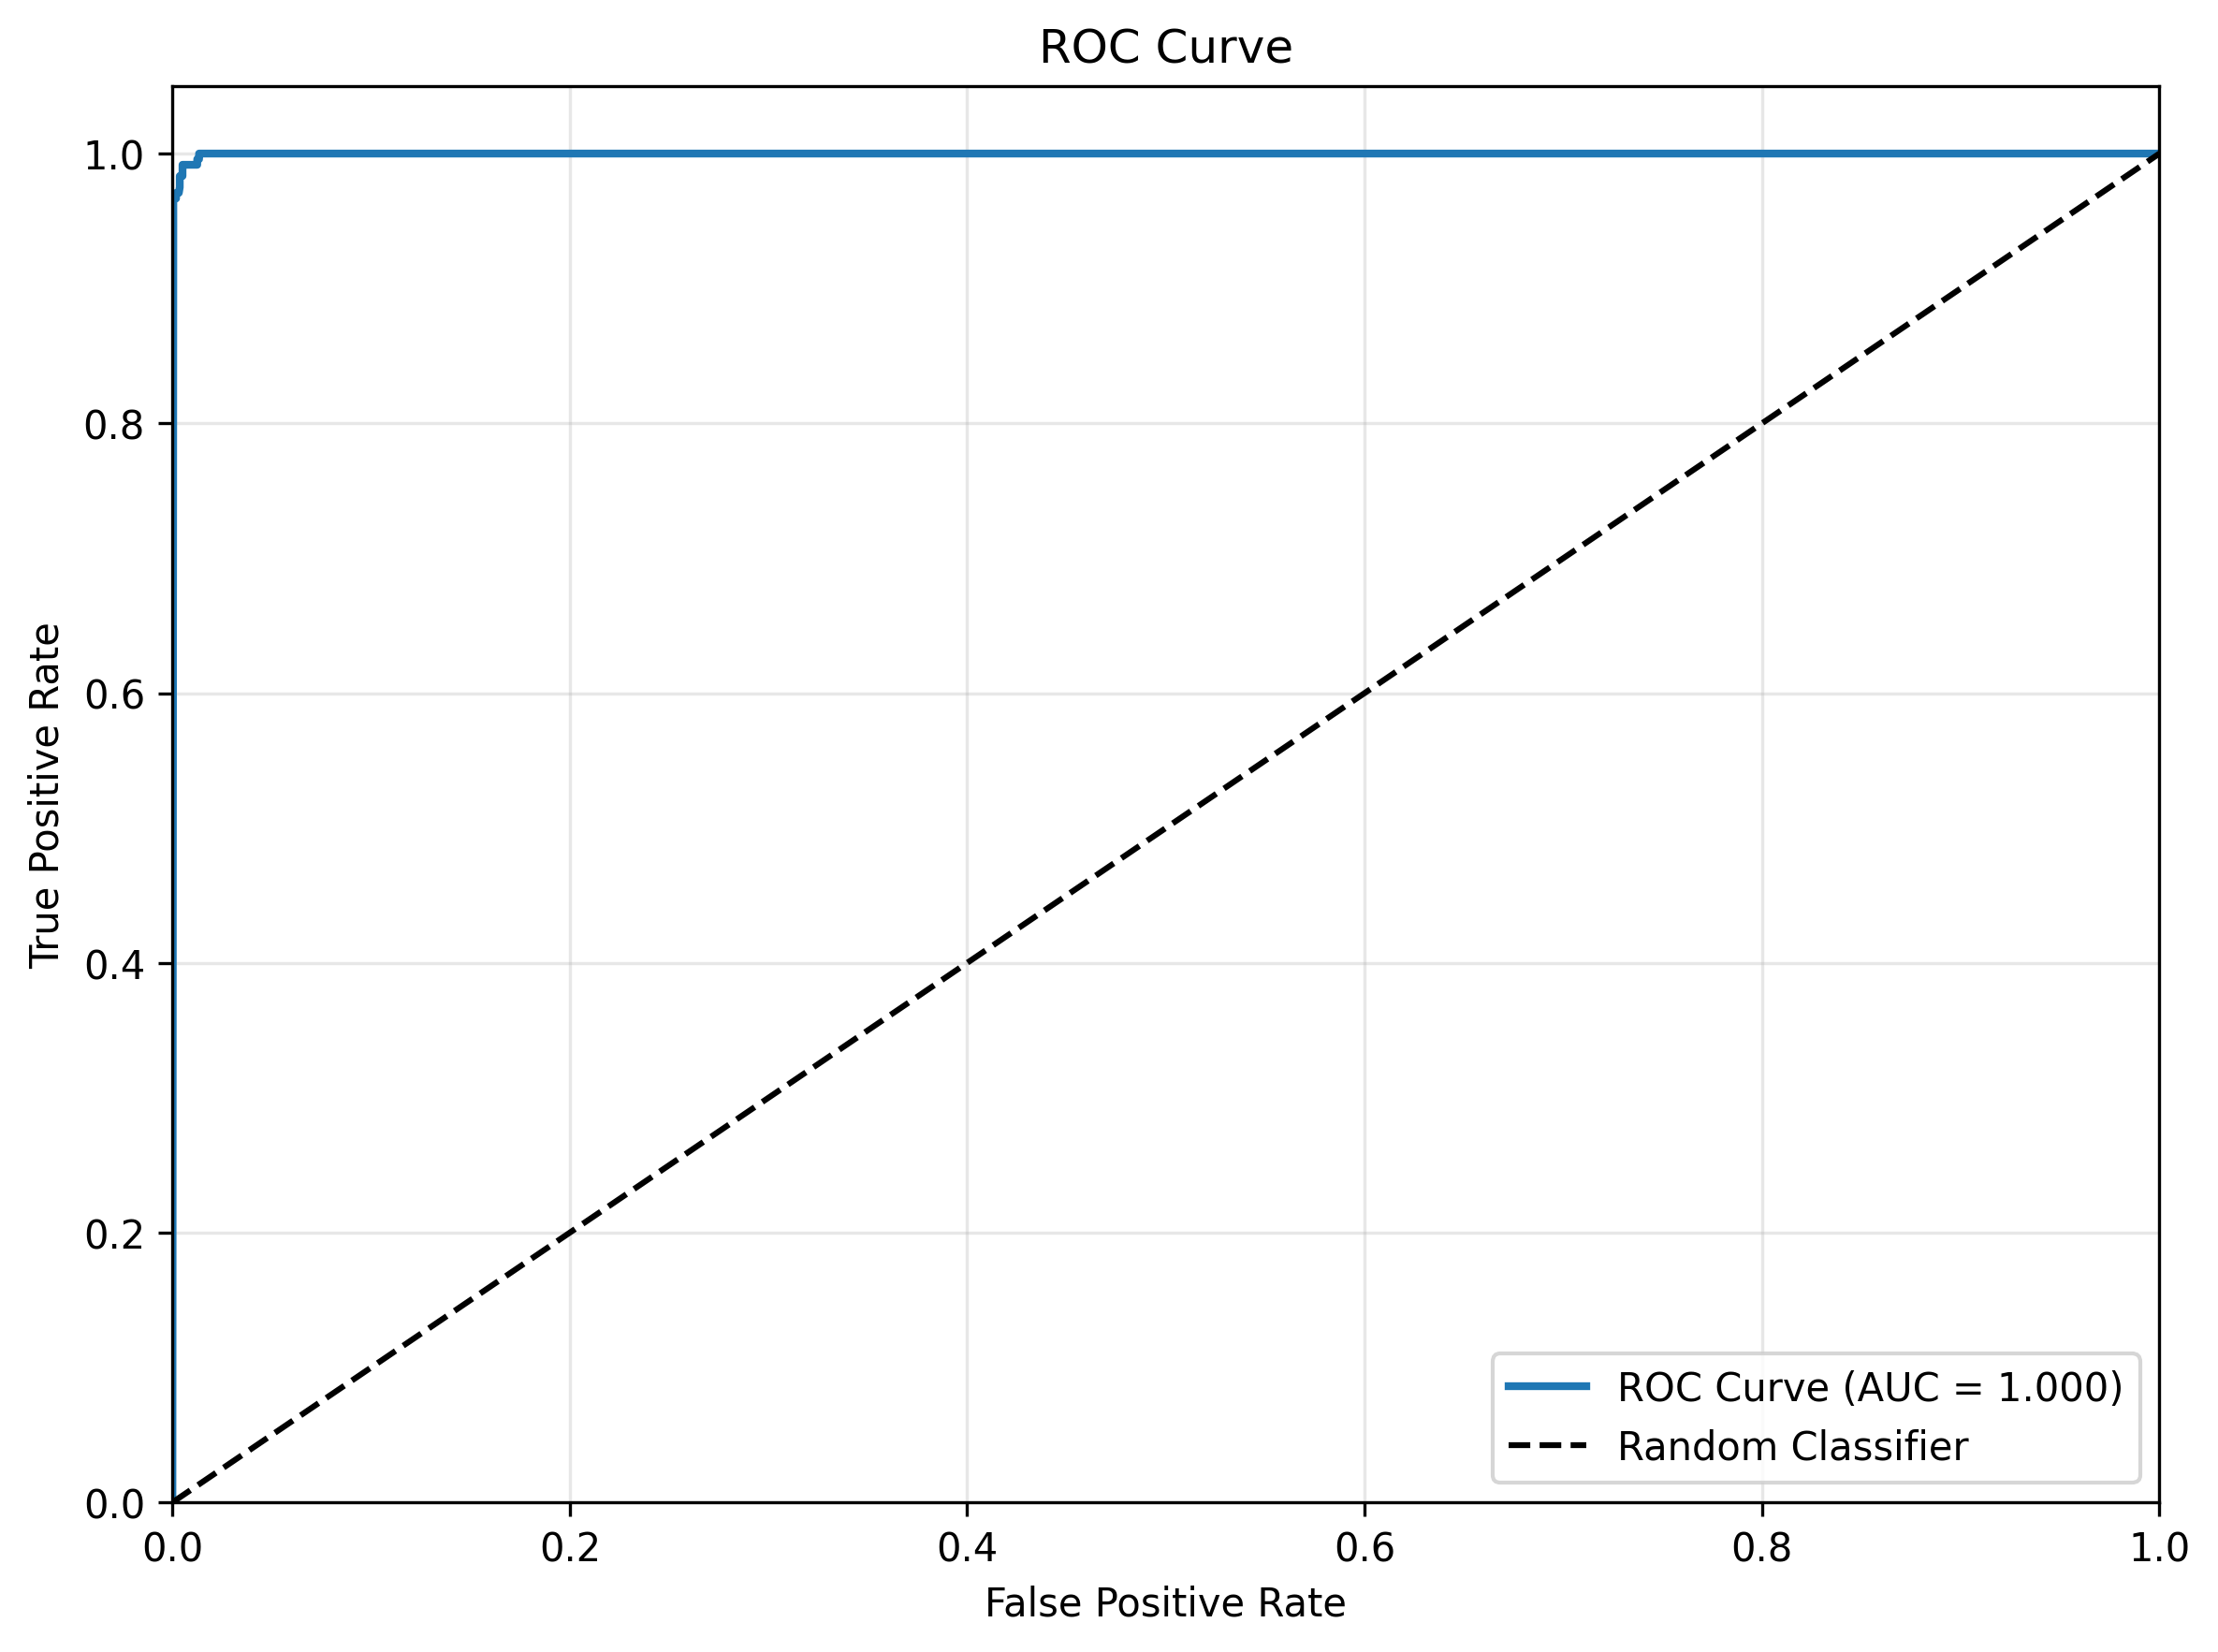 ROC Curve
True Positive Rate
1.0
0.8
0.6
0.4
0.2
0.0
0.0 0.2 0.4 0.6 0.8 1.0
False Positive Rate
ROC Curve (AUC = 1.000)
Random Classifier